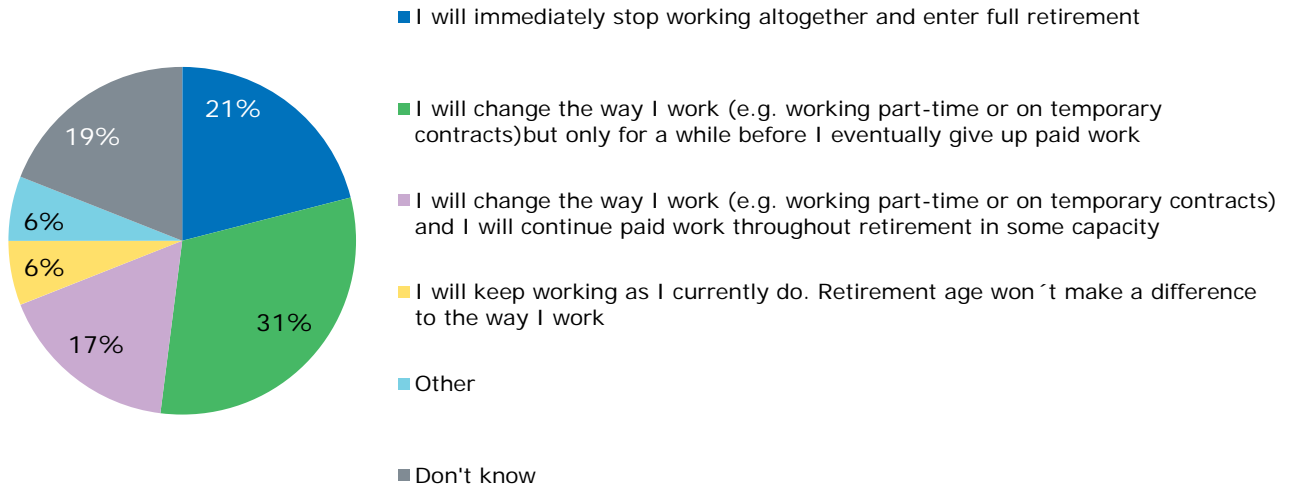 I will immediately stop working altogether and enter full retirement
21%
I will change the way I work (e.g. working part-time or on temporary
contracts)but only for a while before I eventually give up paid work
19%
I will change the way I work (e.g. working part-time or on temporary contracts)
and I will continue paid work throughout retirement in some capacity
6%
6%
I will keep working as I currently do. Retirement age won´t make a difference
to the way I work
31%
17%
Other
Don't know